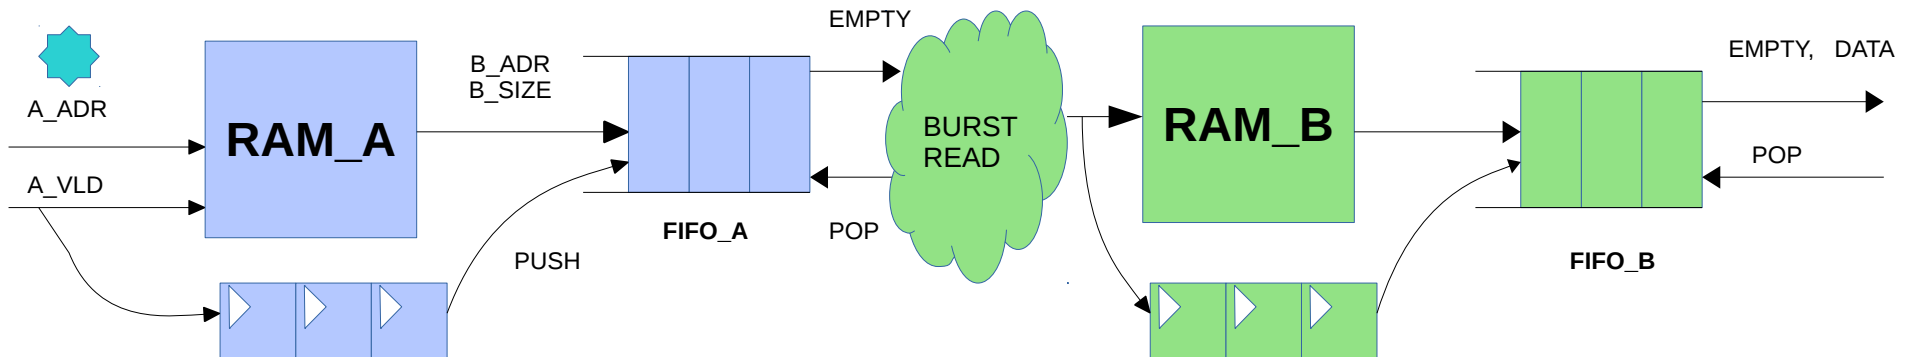 A_ADR
A_VLD
RAM_A
B_ADR
B_SIZE
PUSH
FIFO_A
EMPTY
POP
BURST
READ
RAM_B
FIFO_B
EMPTY, DATA
POP